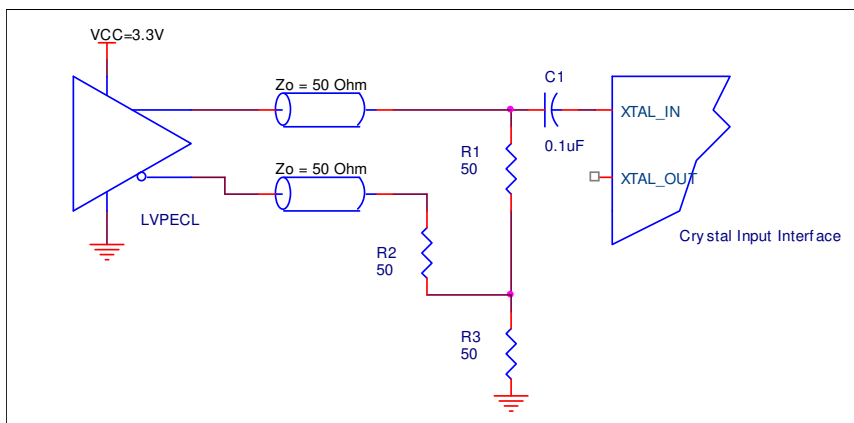 VCC=3.3V
Zo = 50 Ohm
C1
XTAL_IN
0.1uF
R1
50
Zo = 50 Ohm
XTAL_OUT
LVPECL
Crystal Input Interface
R2
50
R3
50